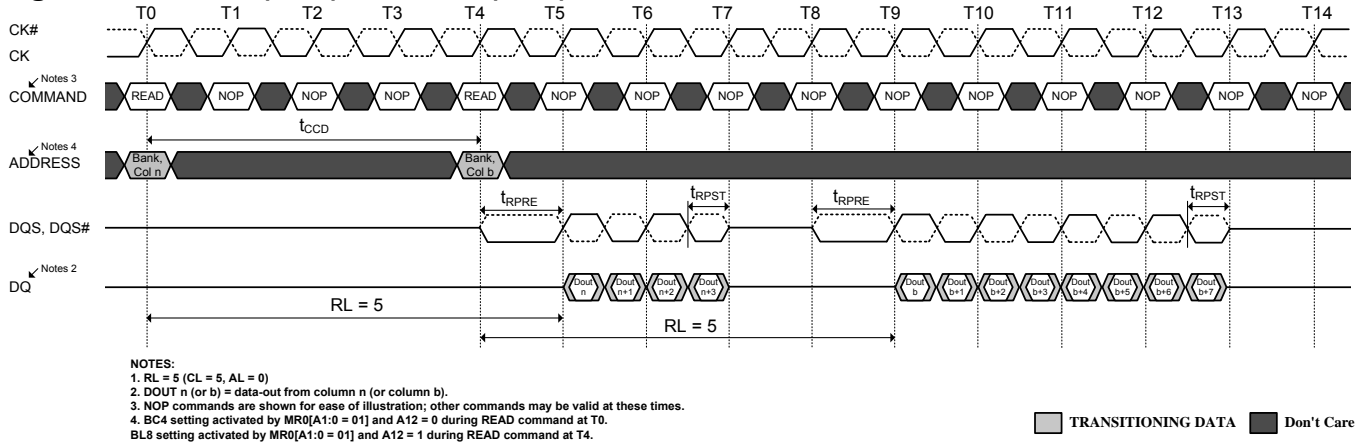 T0 T1 T2 T3 T4 T5 T6 T7 T8 T9 T10 T11 T12 T13 T14
CK#
CK
Notes 3
COMMAND READ NOP NOP NOP READ NOP NOP NOP NOP NOP NOP NOP NOP NOP NOP
tCCD
Notes 4
ADDRESS Bank, Col n Bank, Col b
tRPRE tRPST tRPRE tRPST
DQS, DQS#
Notes 2
DQ Dout n Dout n+1 Dout n+2 Dout n+3 Dout b Dout b+1 Dout b+2 Dout b+3 Dout b+4 Dout b+5 Dout b+6 Dout b+7
RL = 5
RL = 5
NOTES:
1. RL = 5 (CL = 5, AL = 0)
2. DOUT n (or b) = data-out from column n (or column b).
3. NOP commands are shown for ease of illustration; other commands may be valid at these times.
4. BC4 setting activated by MR0[A1:0 = 01] and A12 = 0 during READ command at T0.
BL8 setting activated by MR0[A1:0 = 01] and A12 = 1 during READ command at T4.
TRANSITIONING DATA Don't Care